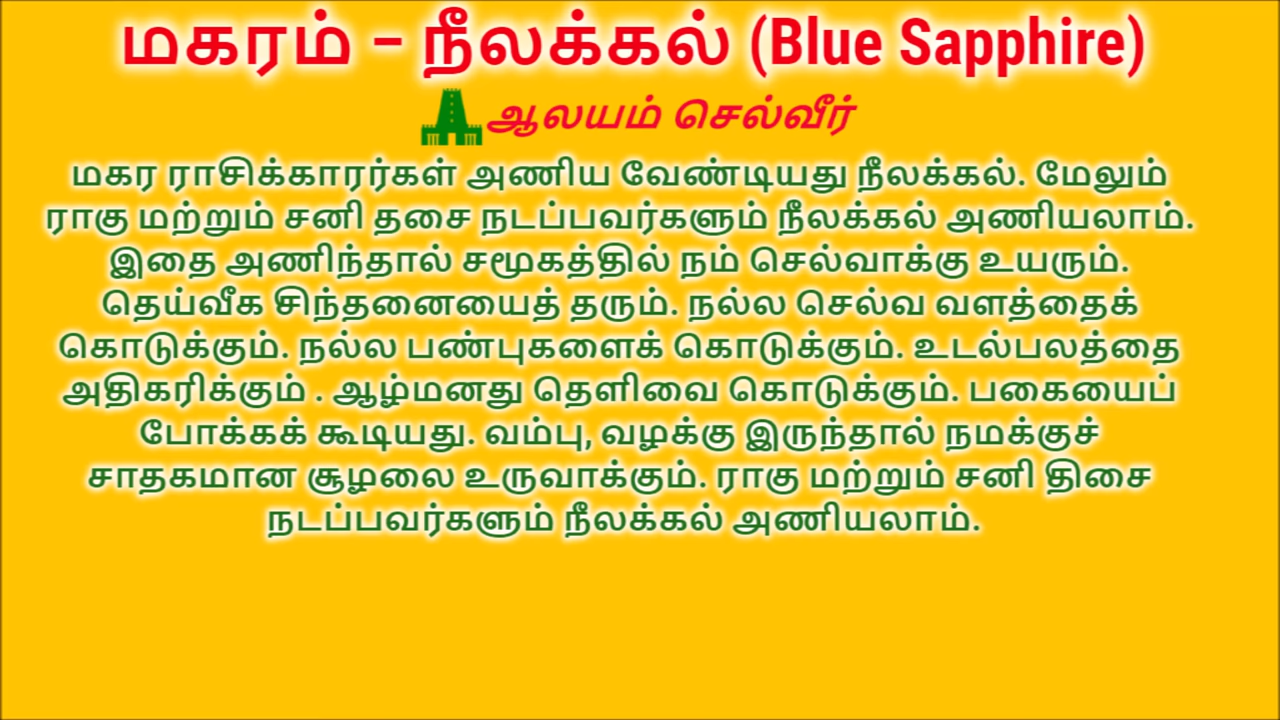 மகரம் – நீலக்கல் (Blue Sapphire)
ஆலயம் செல்வீர்
மகர ராசிக்காரர்கள் அணிய வேண்டியது நீலக்கல். மேலும்
ராகு மற்றும் சனி தசை நடப்பவர்களும் நீலக்கல் அணியலாம்.
இதை அணிந்தால் சமூகத்தில் நம் செல்வாக்கு உயரும்.
தெய்வீக சிந்தனையைத் தரும். நல்ல செல்வ வளத்தைக்
கொடுக்கும். நல்ல பண்புகளைக் கொடுக்கும். உடல்பலத்தை
அதிகரிக்கும் . ஆழ்மனது தெளிவை கொடுக்கும். பகையைப்
போக்கக் கூடியது. வம்பு, வழக்கு இருந்தால் நமக்குச்
சாதகமான சூழலை உருவாக்கும். ராகு மற்றும் சனி திசை
நடப்பவர்களும் நீலக்கல் அணியலாம்.